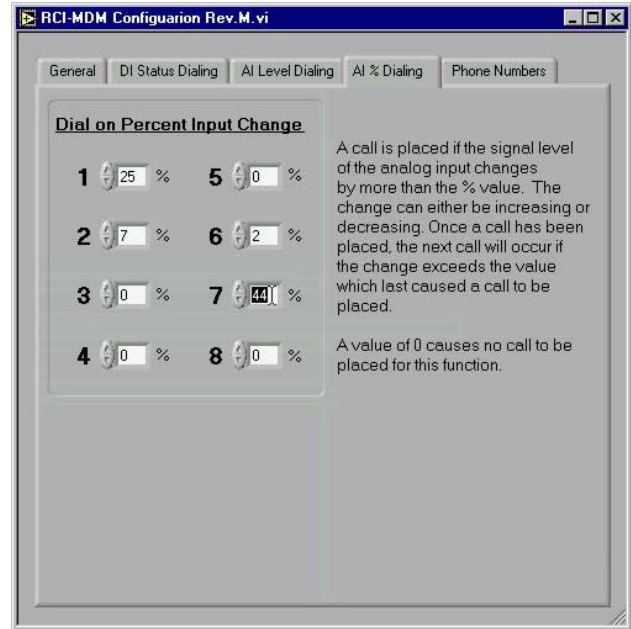 RCI-MDM Configuarion Rev.M.vi
General DI Status Dialing AI Level Dialing AI % Dialing Phone Numbers
Dial on Percent Input Change
1 25 % 5 0 %
2 7 % 6 2 %
3 0 % 7 44 %
4 0 % 8 0 %
A call is placed if the signal level
of the analog input changes
by more than the % value. The
change can either be increasing or
decreasing. Once a call has been
placed, the next call will occur if
the change exceeds the value
which last caused a call to be
placed.
A value of 0 causes no call to be
placed for this function.